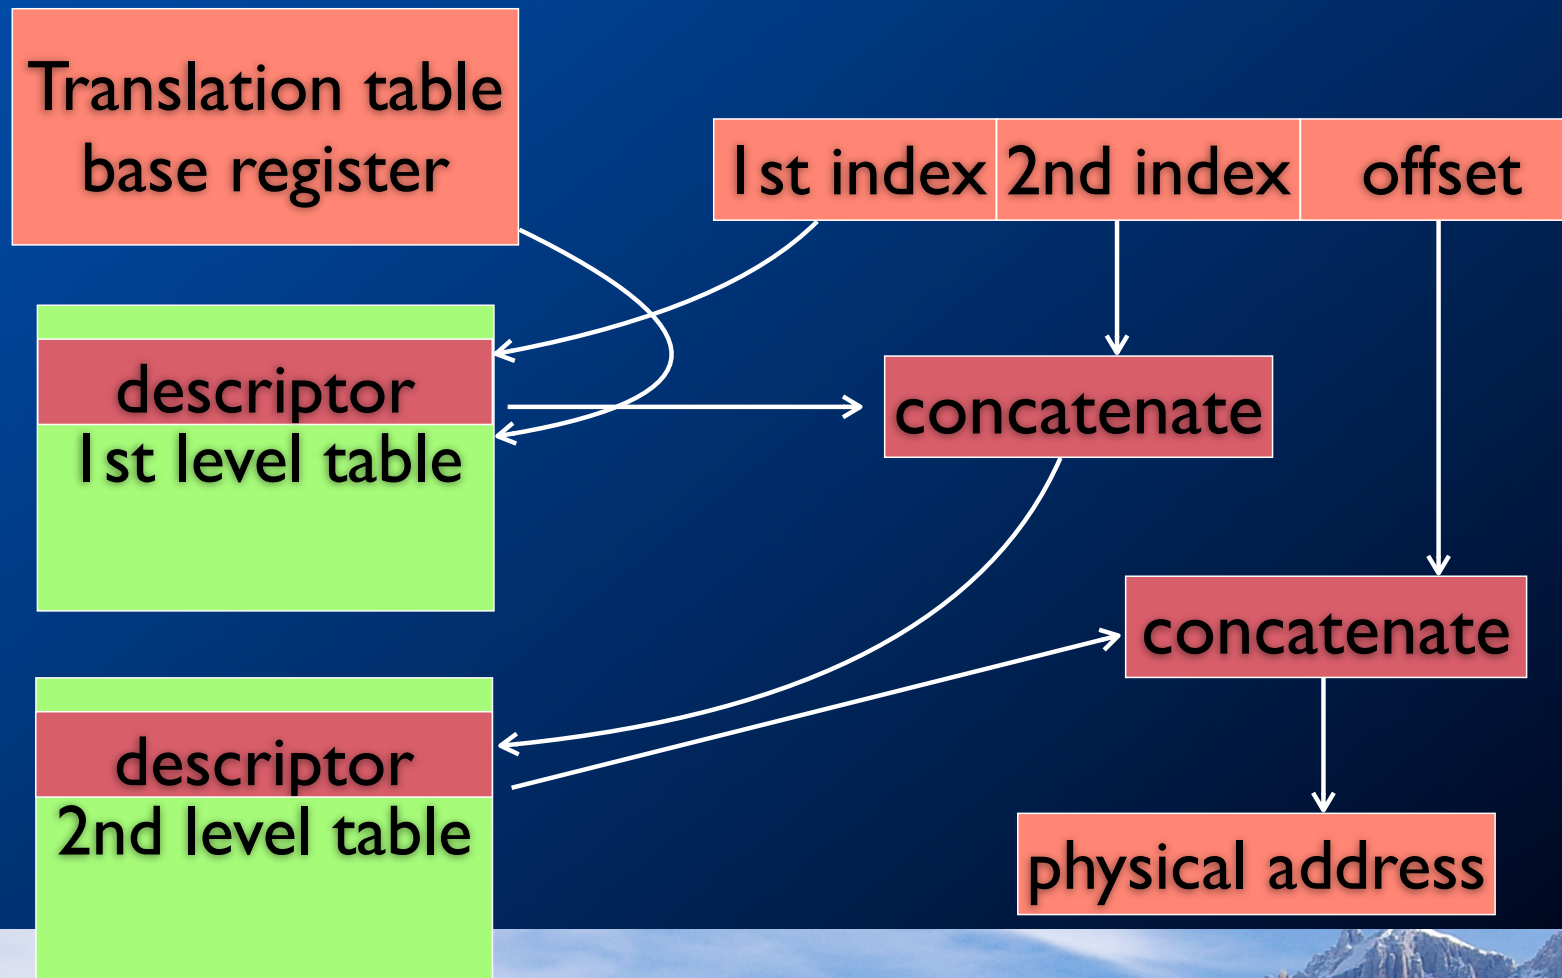 Translation table
base register
1st index
2nd index
offset
descriptor
1st level table
concatenate
concatenate
descriptor
2nd level table
physical address